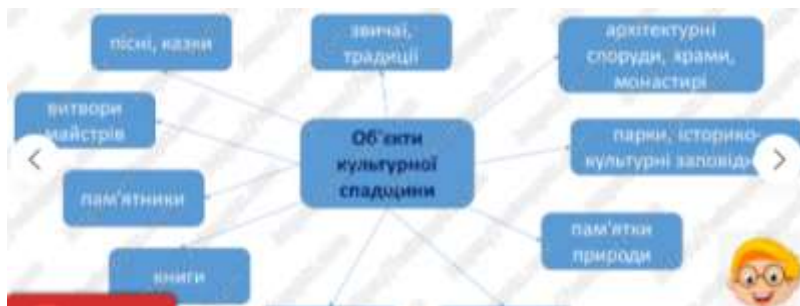 пісні, казки
звичаї,
традиції
архітектурні
споруди, храми,
монастирі
витвори
майстрів
Об'єкти
культурної
спадщини
парки, історико-
культурні
пам'ятники
пам'ятки
природи
книги